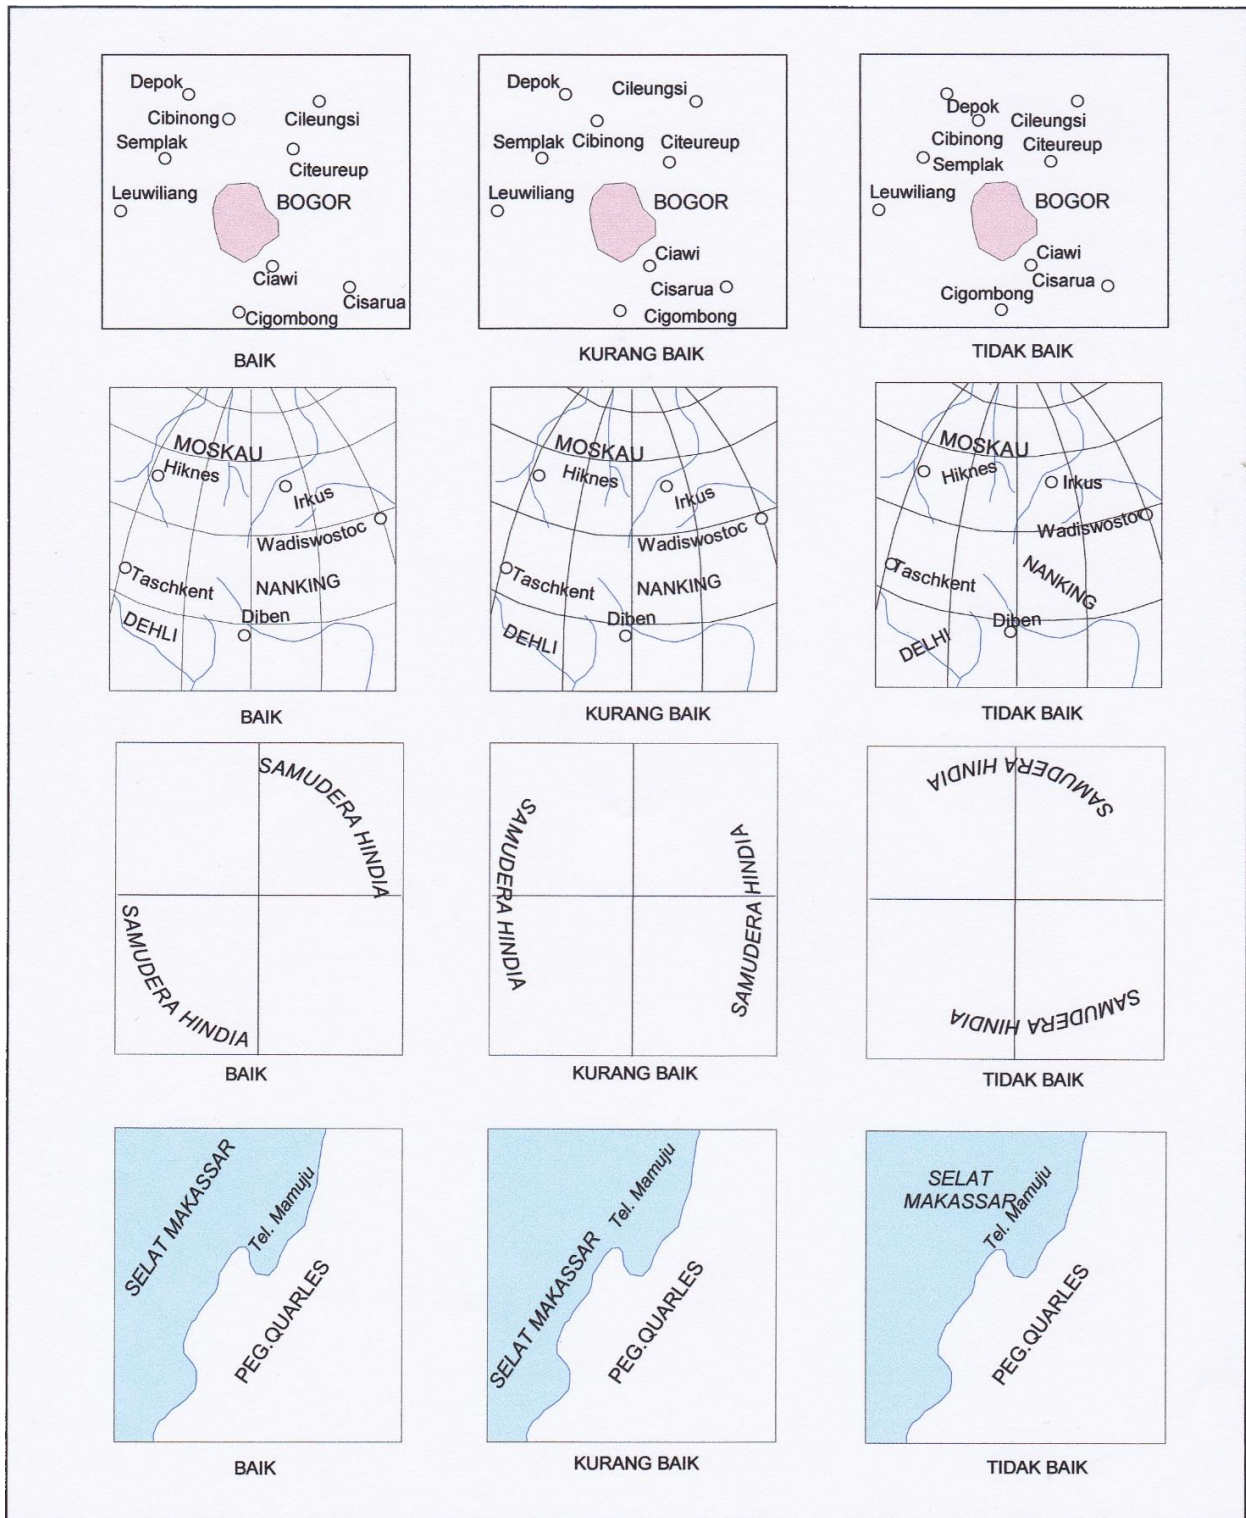 Depok
Cibinong
Cileungsi
Semplak
Citeureup
Leuwiliang
BOGOR
Ciawi
Cisarua
Cigombong
BAIK
Depok
Cileungsi
Semplak
Cibinong
Citeureup
Leuwiliang
BOGOR
Ciawi
Cisarua
Cigombong
KURANG BAIK
Depok
Cileungsi
Cibinong
Citeureup
Semplak
Leuwiliang
BOGOR
Ciawi
Cisarua
Cigombong
TIDAK BAIK
MOSKAU
Hiknes
Irkus
Wadiswostoc
Taschkent
NANKING
Diben
DEHLI
BAIK
MOSKAU
Hiknes
Irkus
Wadiswostoc
Taschkent
NANKING
Diben
DEHLI
KURANG BAIK
MOSKAU
Hiknes
Irkus
Wadiswostoc
Taschkent
NANKING
Diben
DELHI
TIDAK BAIK
SAMUDERA HINDIA
SAMUDERA HINDIA
BAIK
SAMUDERA HINDIA
SAMUDERA HINDIA
KURANG BAIK
SAMUDERA HINDIA
SAMUDERA HINDIA
TIDAK BAIK
SELAT MAKASSAR
Tel. Mamuju
PEG.QUARLES
BAIK
Tel. Mamuju
SELAT MAKASSAR
PEG.QUARLES
KURANG BAIK
SELAT
MAKASSAR
Tel. Mamuju
PEG.QUARLES
TIDAK BAIK